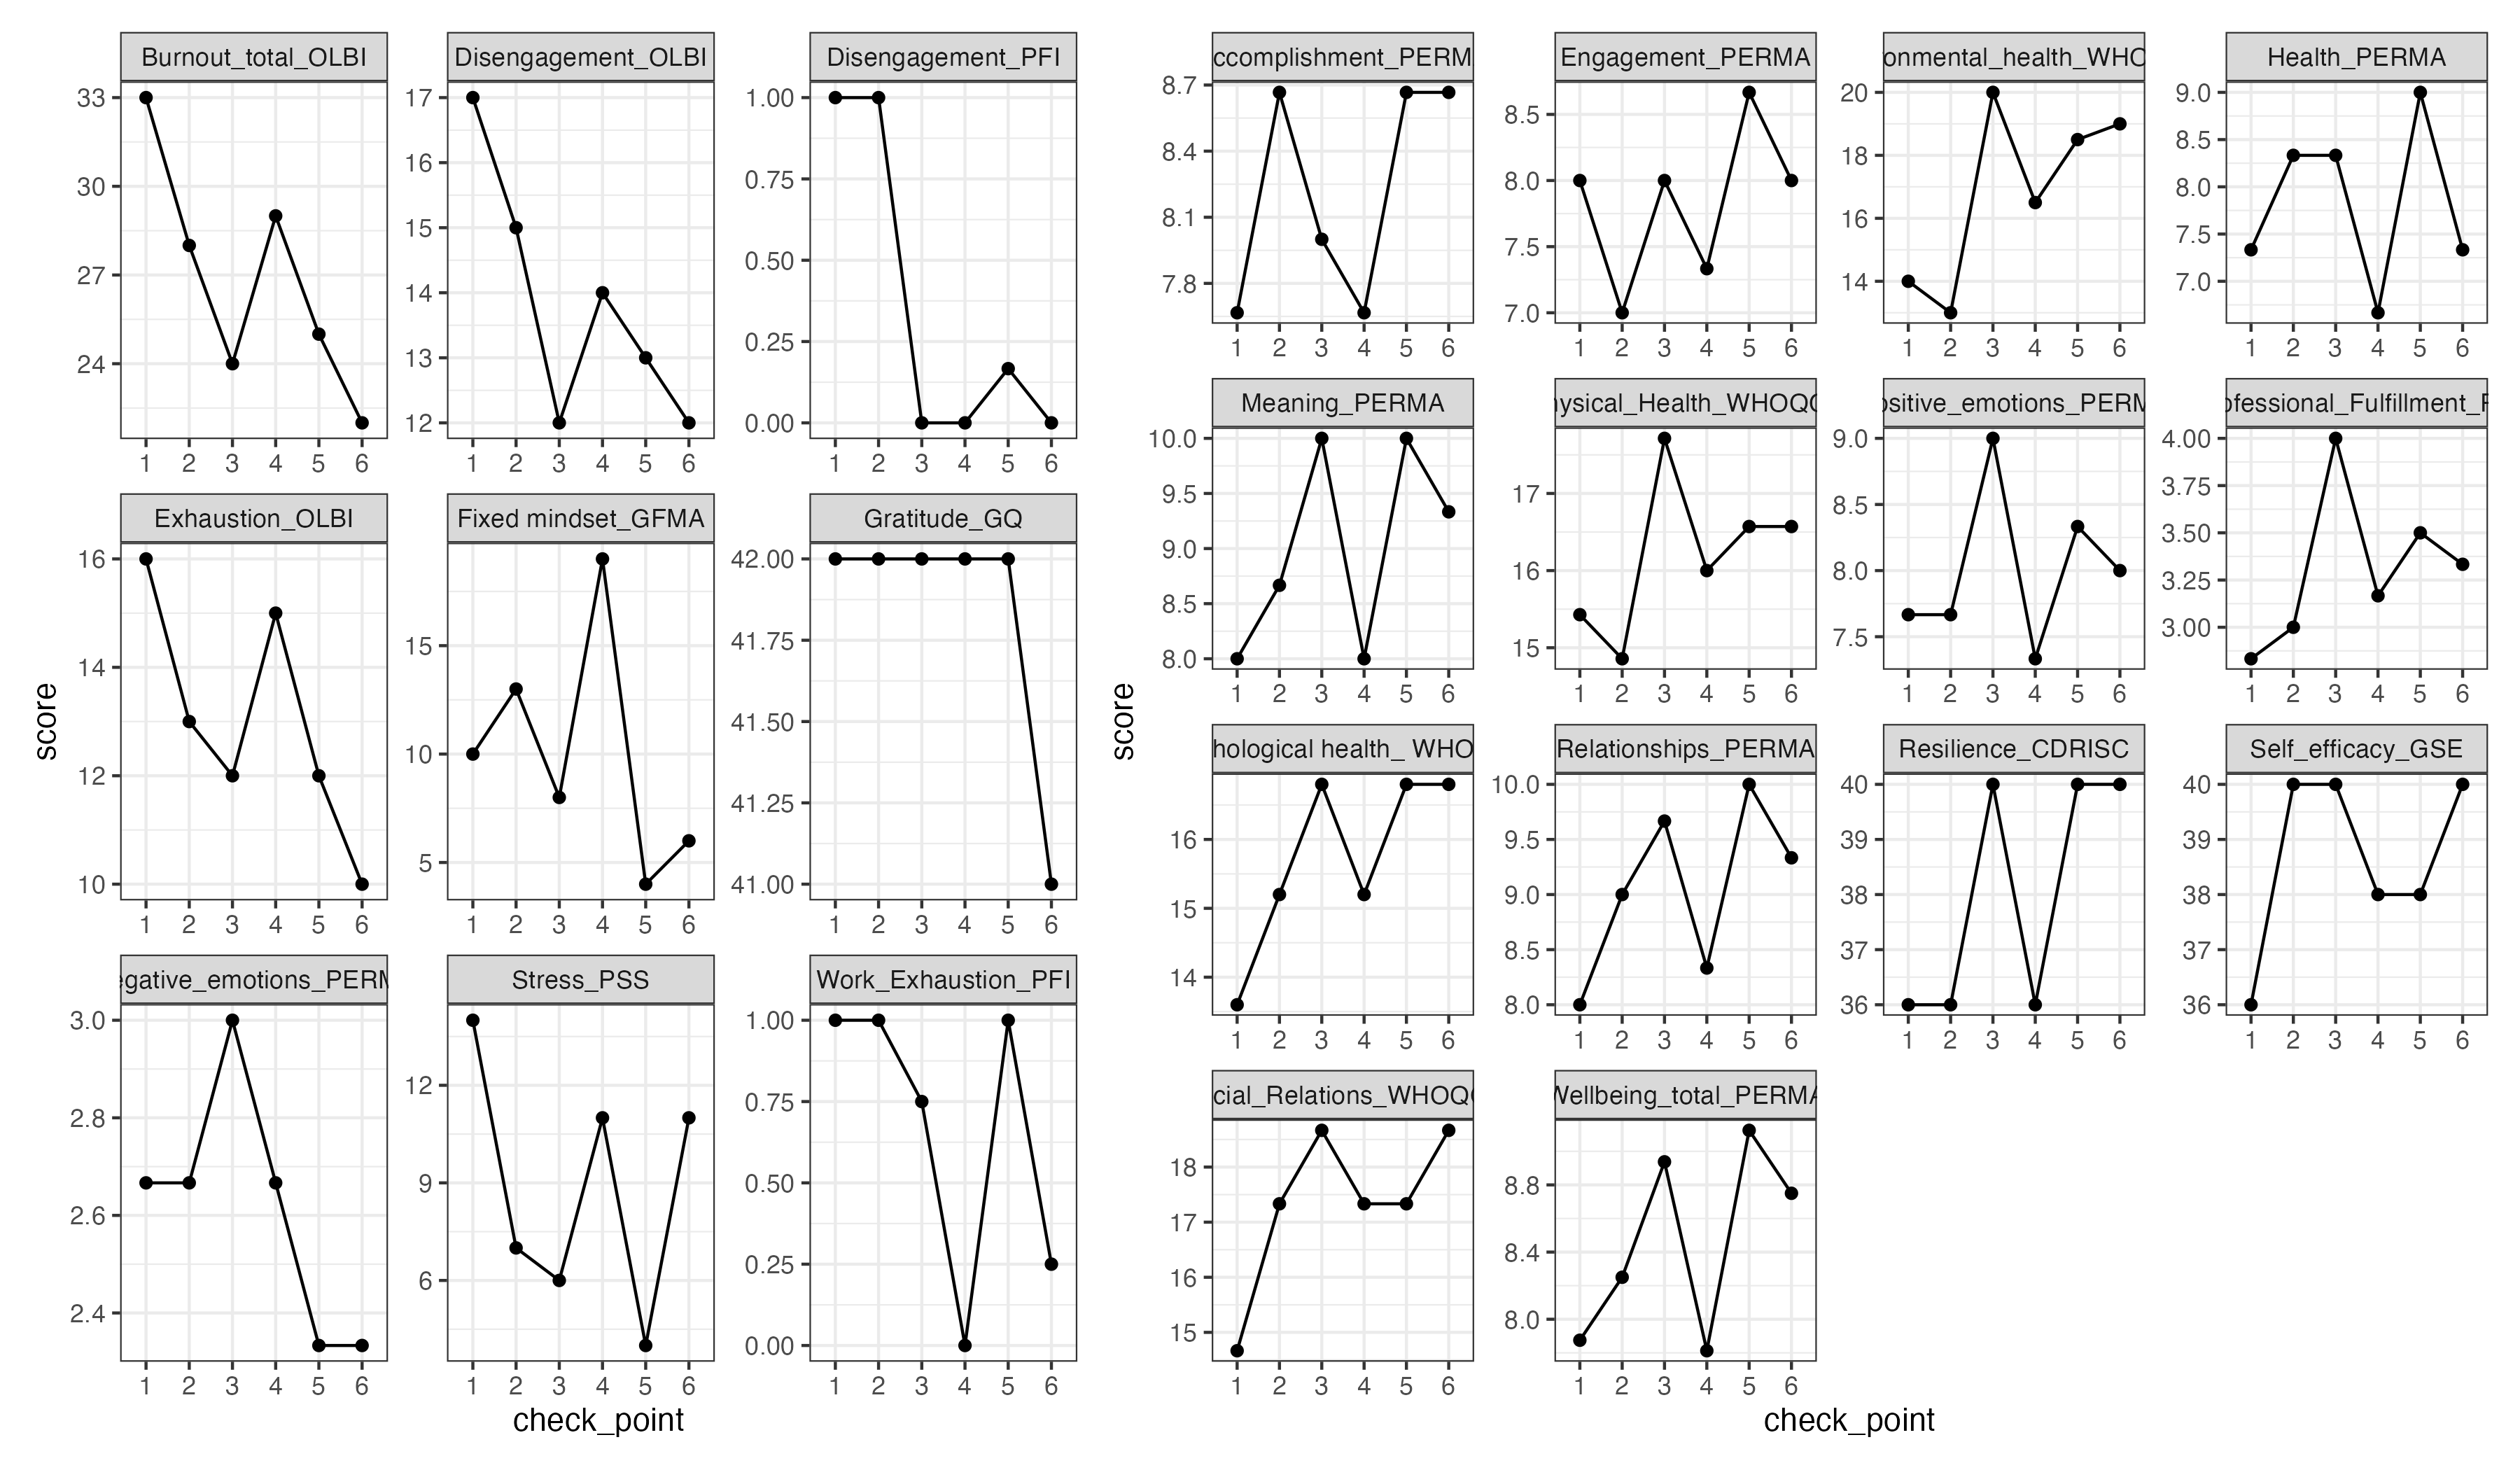 Burnout_total_OLBI
33
30
27
24
1 2 3 4 5 6
Disengagement_OLBI
17
16
15
14
13
12
1 2 3 4 5 6
Disengagement_PFI
1.00
0.75
0.50
0.25
0.00
1 2 3 4 5 6
Exhaustion_OLBI
16
14
12
10
1 2 3 4 5 6
Fixed mindset_GFMA
15
10
5
1 2 3 4 5 6
Gratitude_GQ
42.00
41.75
41.50
41.25
41.00
1 2 3 4 5 6
egative_emotions_PERM
3.0
2.8
2.6
2.4
1 2 3 4 5 6
Stress_PSS
12
9
6
1 2 3 4 5 6
Work_Exhaustion_PFI
1.00
0.75
0.50
0.25
0.00
1 2 3 4 5 6
score
check_point
ccomplishment_PERM
8.7
8.4
8.1
7.8
1 2 3 4 5 6
Engagement_PERMA
8.5
8.0
7.5
7.0
1 2 3 4 5 6
onmental_health_WHO
20
18
16
14
1 2 3 4 5 6
Health_PERMA
9.0
8.5
8.0
7.5
7.0
1 2 3 4 5 6
Meaning_PERMA
10.0
9.5
9.0
8.5
8.0
1 2 3 4 5 6
hysical_Health_WHOQO
17
16
15
1 2 3 4 5 6
ositive_emotions_PERM
9.0
8.5
8.0
7.5
1 2 3 4 5 6
ofessional_Fulfillment_P
4.00
3.75
3.50
3.25
3.00
1 2 3 4 5 6
hological health_ WHO
16
15
14
1 2 3 4 5 6
Relationships_PERMA
10.0
9.5
9.0
8.5
8.0
1 2 3 4 5 6
Resilience_CDRISC
40
39
38
37
36
1 2 3 4 5 6
Self_efficacy_GSE
40
39
38
37
36
1 2 3 4 5 6
cial_Relations_WHOQO
18
17
16
15
1 2 3 4 5 6
Wellbeing_total_PERMA
8.8
8.4
8.0
1 2 3 4 5 6
score
check_point